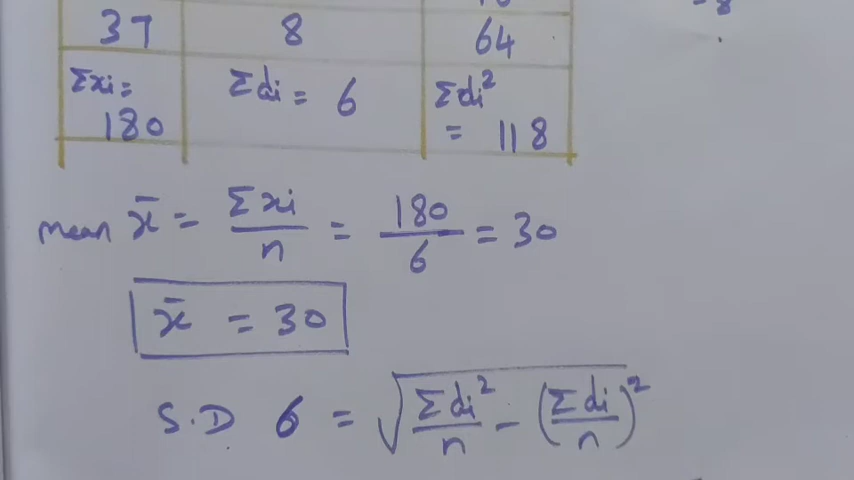 37 8 64
Σxi = 180 Σdi = 6 Σdi² = 118
mean x̄ = Σxi/n = 180/6 = 30
x̄ = 30
S.D σ = √(Σdi²/n - (Σdi/n)²)